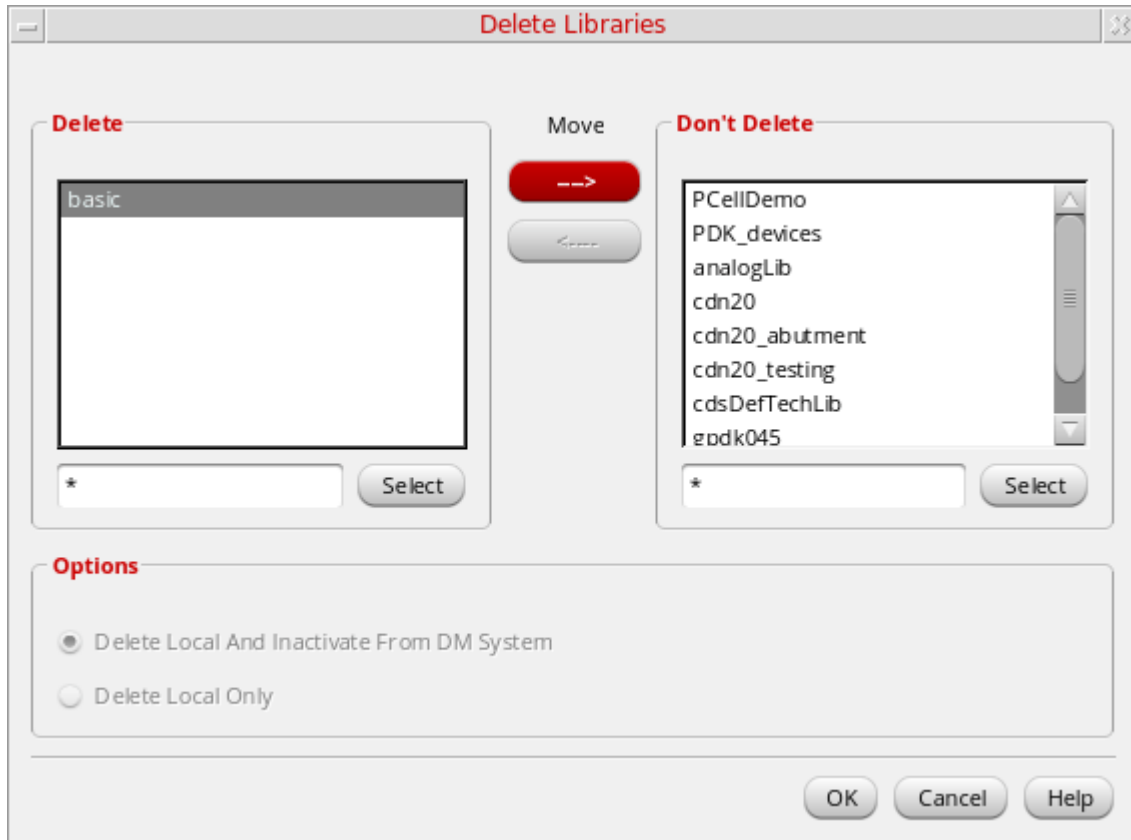 Delete Libraries
Delete
Move
Don't Delete
basic
-->
<----
PCellDemo
PDK_devices
analogLib
cdn20
cdn20_abutment
cdn20_testing
cdsDefTechLib
gpdk045
*
Select
*
Select
Options
Delete Local And Inactivate From DM System
Delete Local Only
OK
Cancel
Help